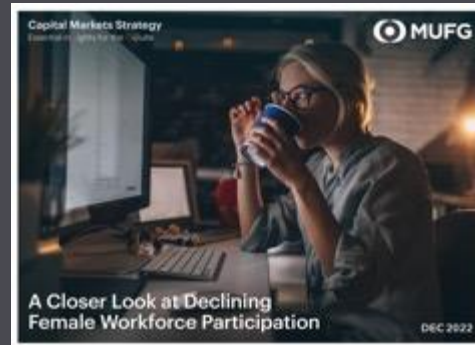 Capital Markets Strategy
MUFG
A Closer Look at Declining
Female Workforce Participation
DEC 2022